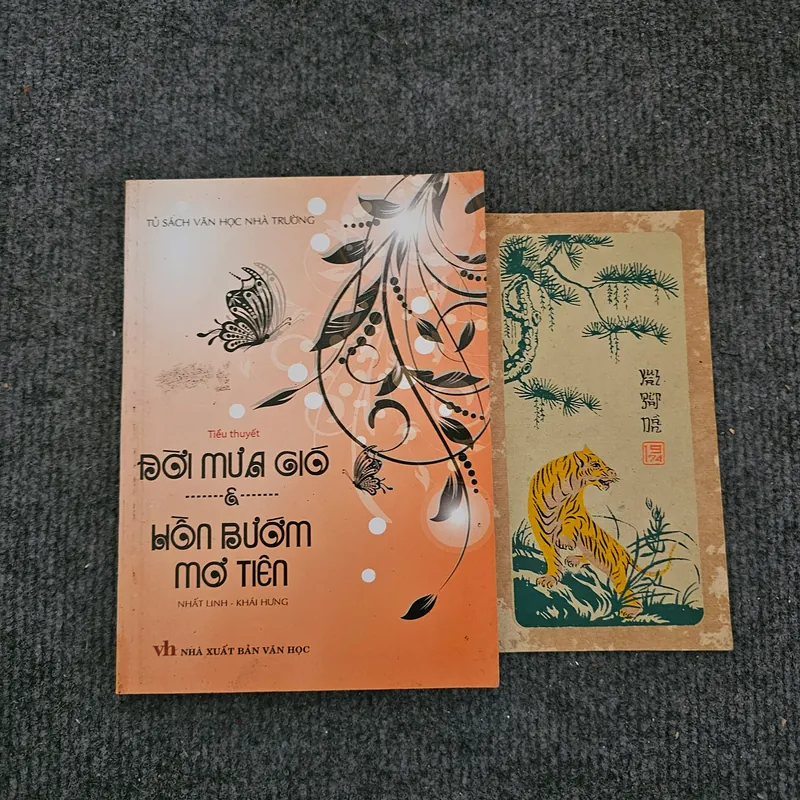 TỦ SÁCH VĂN HỌC NHÀ TRƯỜNG
Tiểu thuyết
ĐỜI MƯA GIÓ
&
HỒN BƯỚM
MƠ TIÊN
NHẤT LINH - KHÁI HƯNG
vh NHÀ XUẤT BẢN VĂN HỌC
1974